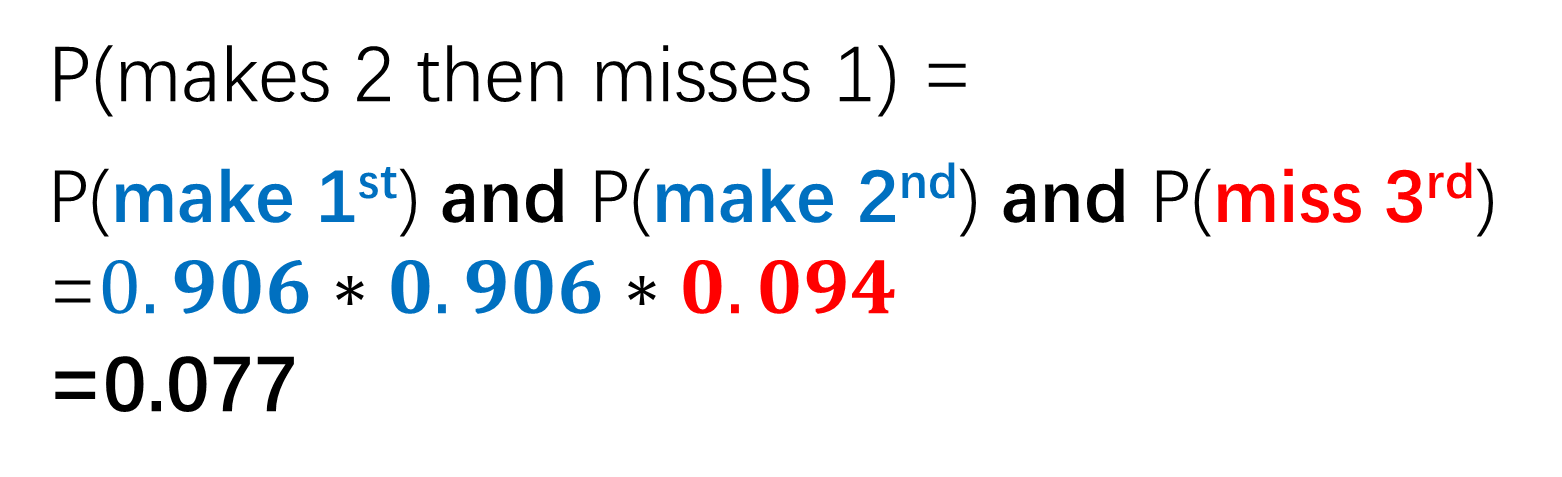 P(makes 2 then misses 1) =
P(make 1st) and P(make 2nd) and P(miss 3rd)
=0.906 * 0.906 * 0.094
=0.077